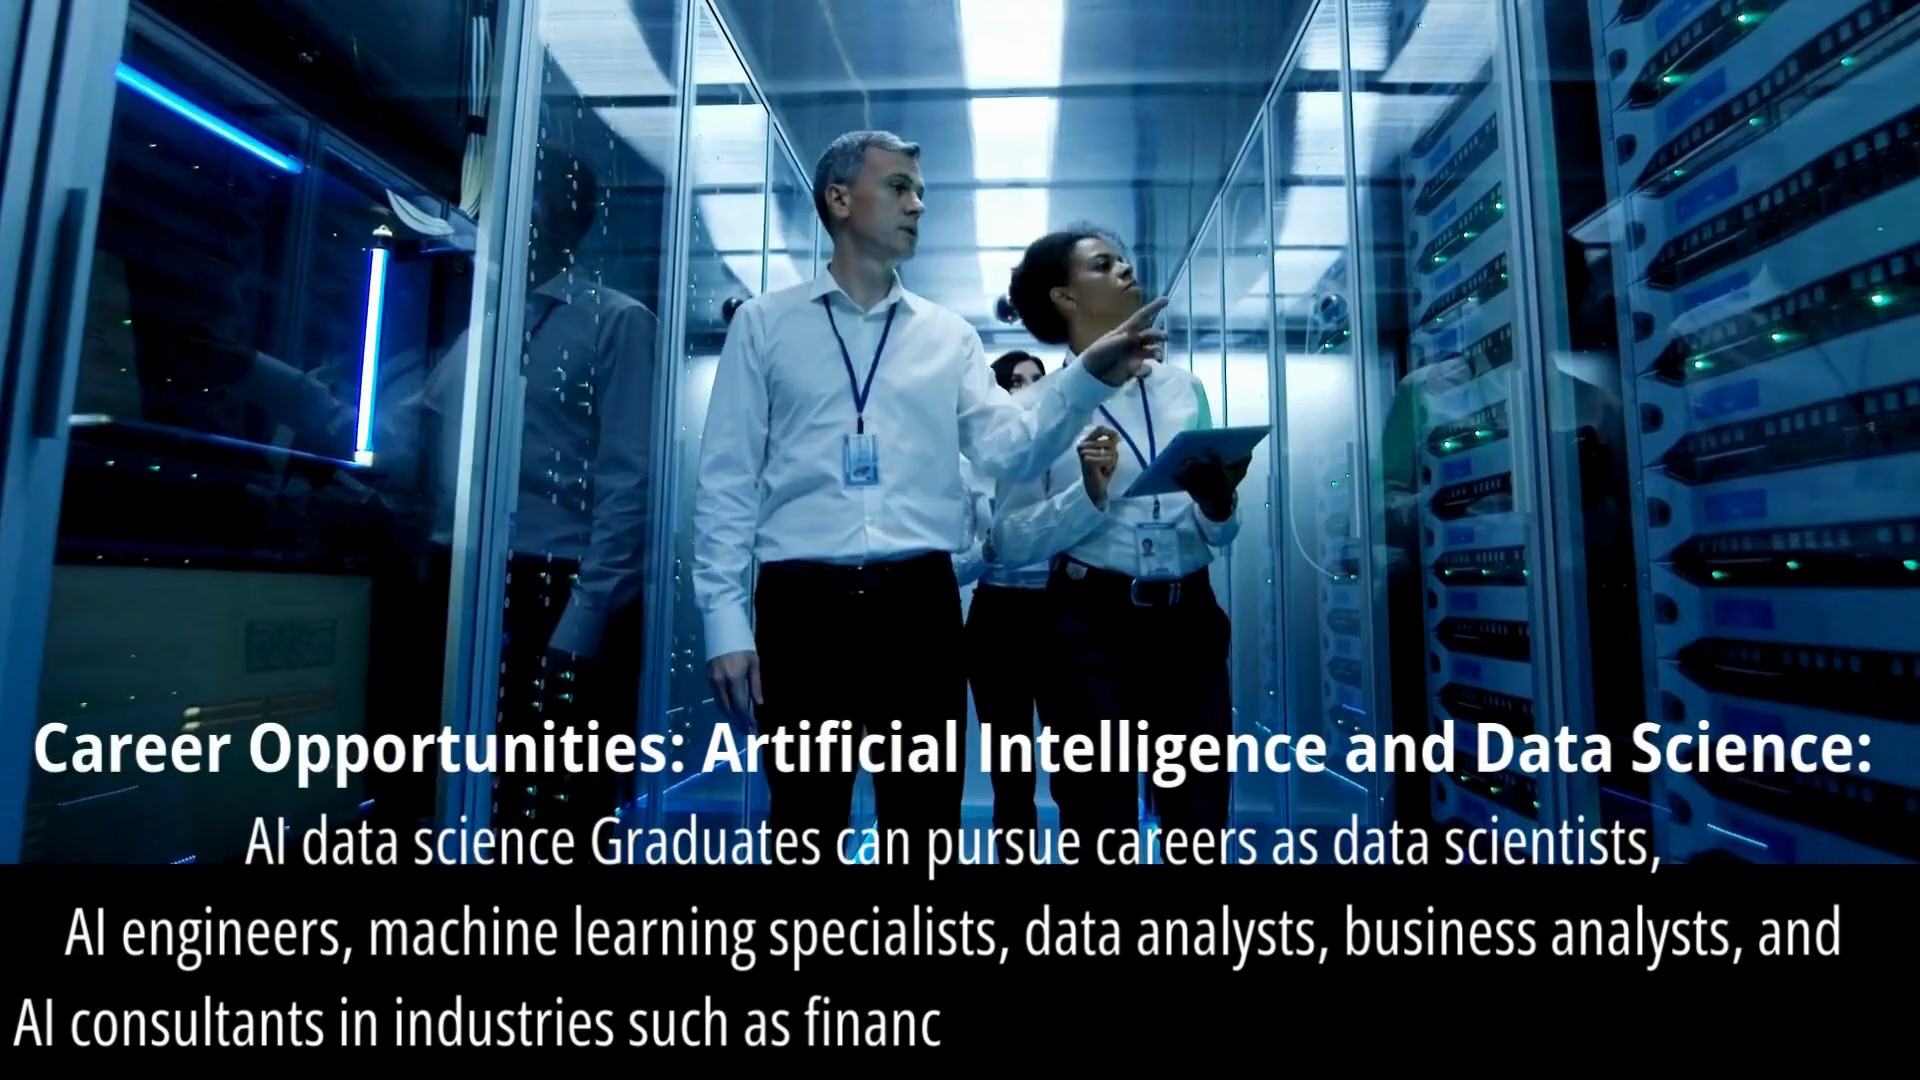 Career Opportunities: Artificial Intelligence and Data Science:
AI data science Graduates can pursue careers as data scientists,
AI engineers, machine learning specialists, data analysts, business analysts, and
AI consultants in industries such as financ